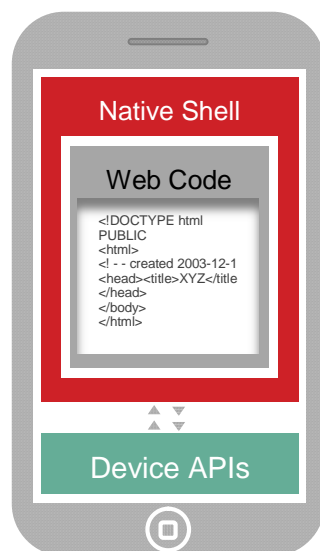 Native Shell
Web Code
<!DOCTYPE html
PUBLIC
<html>
<! - - created 2003-12-1
<head><title>XYZ</title
</head>
</body>
</html>
Device APIs